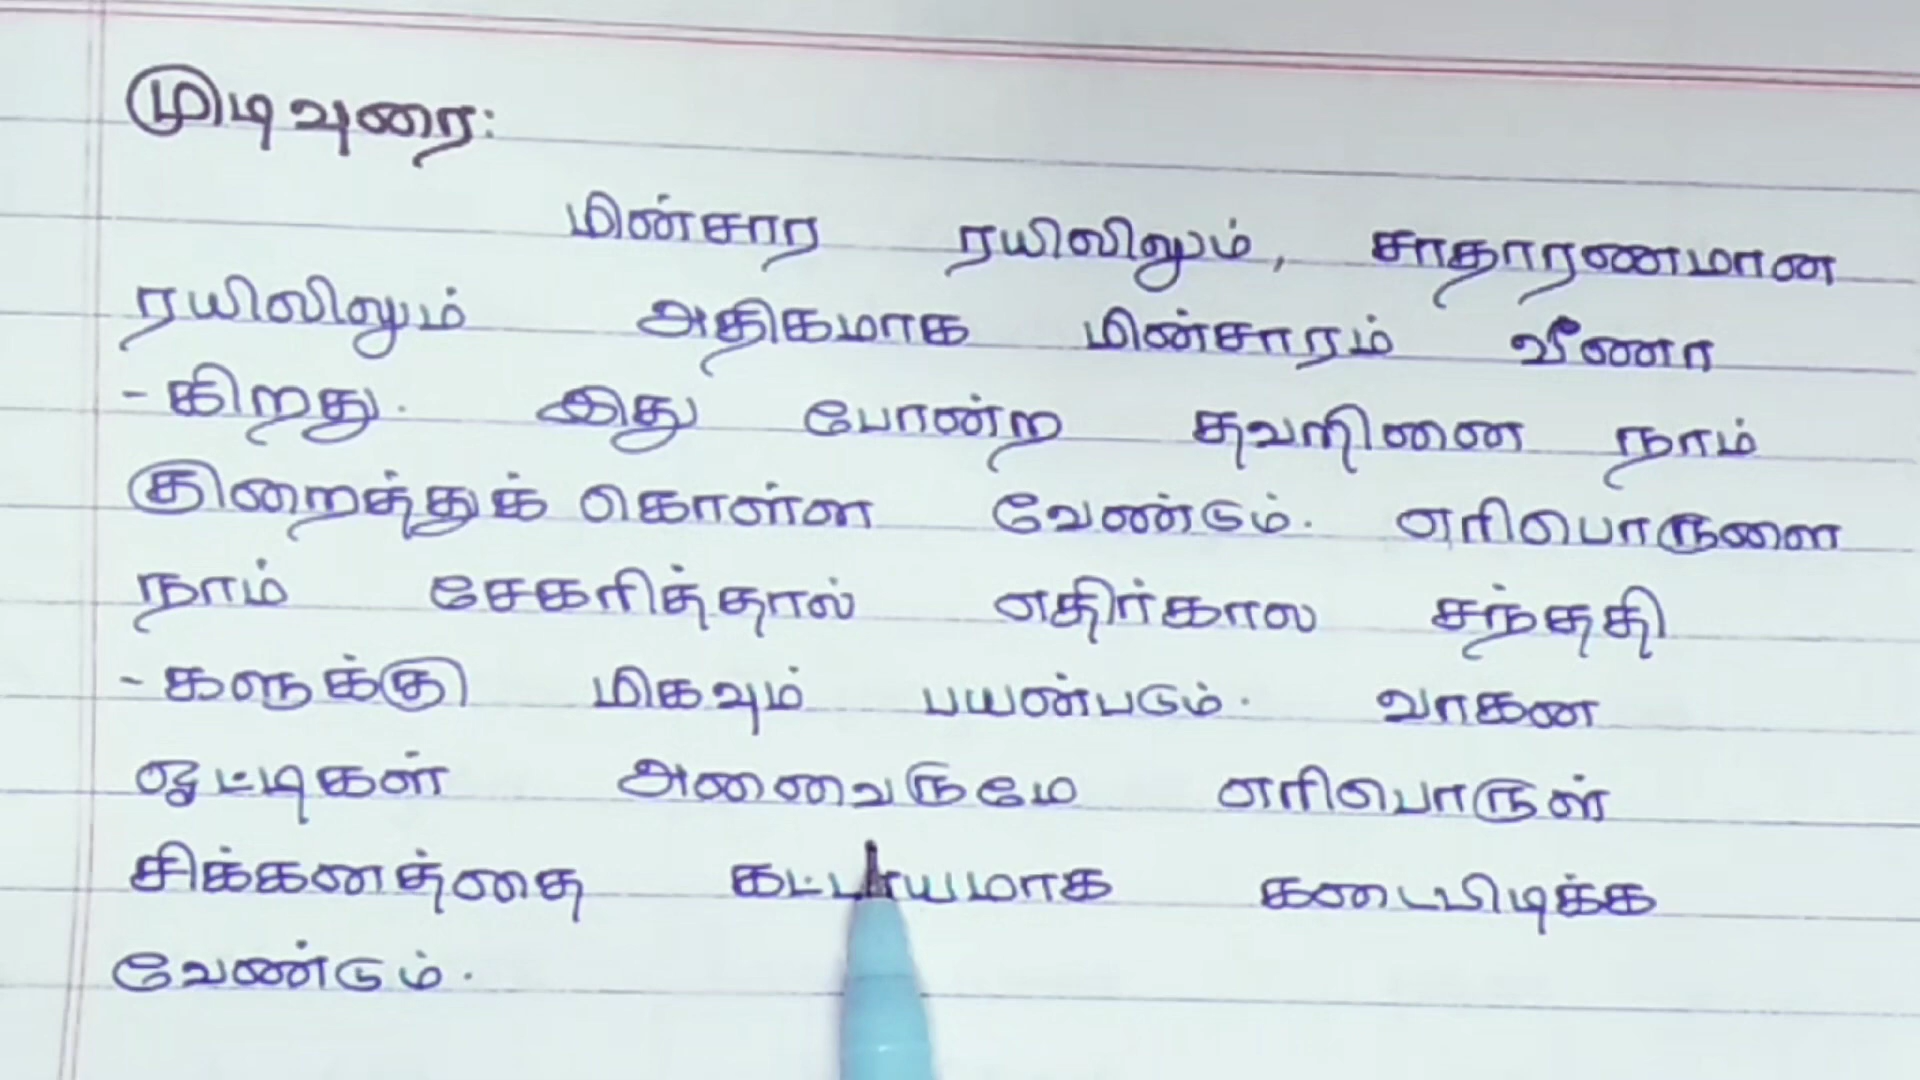 முடிவுரை:
மின்சார ரயிலிலும், சாதாரணமான
ரயிலிலும் அதிகமாக மின்சாரம் வீணா
-கிறது. இது போன்ற தவறினை நாம்
குறைத்துக் கொள்ள வேண்டும். எரிபொருளை
நாம் சேகரித்தால் எதிர்கால சந்ததி
-களுக்கு மிகவும் பயன்படும். வாகன
ஓட்டிகள் அனைவருமே எரிபொருள்
சிக்கனத்தை கட்டாயமாக கடைபிடிக்க
வேண்டும்.